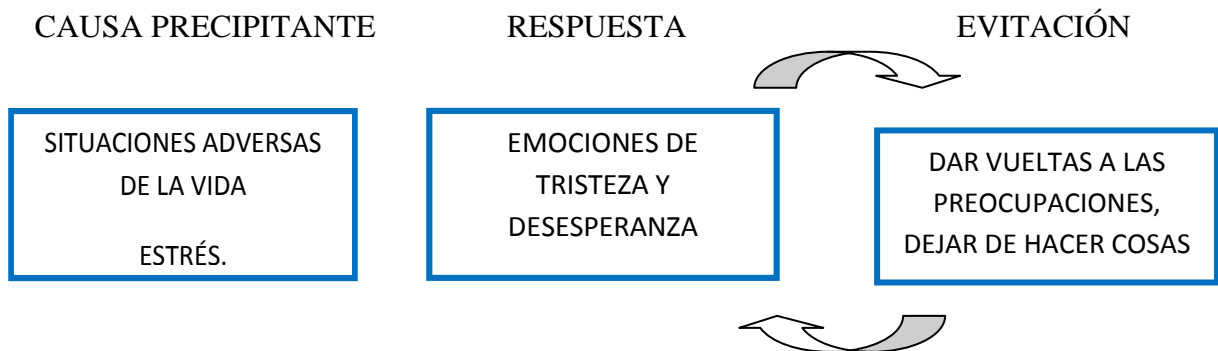 CAUSA PRECIPITANTE
RESPUESTA
EVITACIÓN
SITUACIONES ADVERSAS
DE LA VIDA
ESTRÉS.
EMOCIONES DE
TRISTEZA Y
DESESPERANZA
DAR VUELTAS A LAS
PREOCUPACIONES,
DEJAR DE HACER COSAS